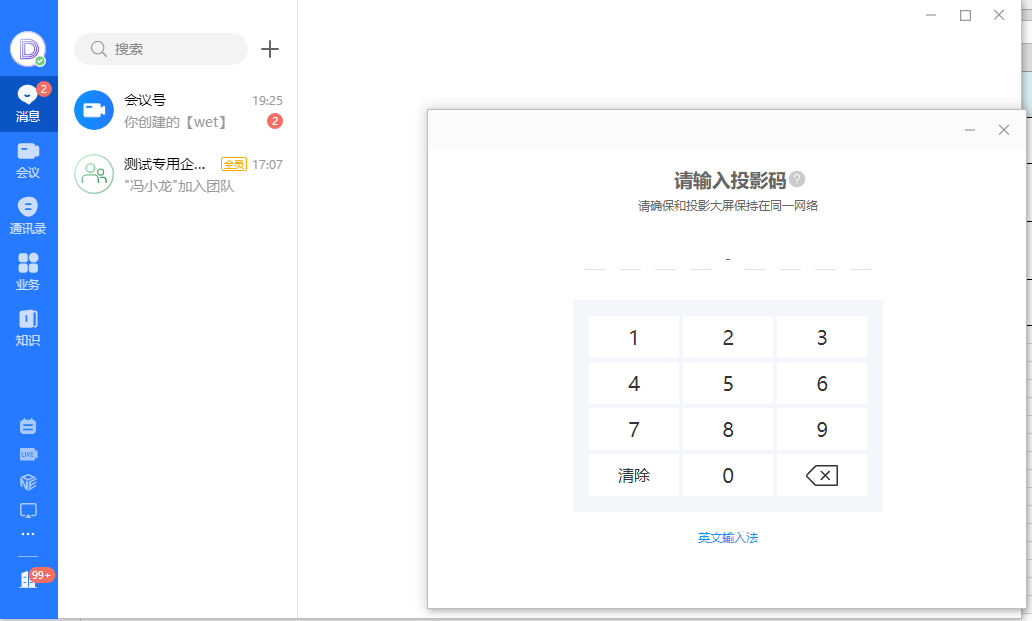 搜索
2
消息
会议
通讯录
业务
知识
LIVE
99+
会议号
19:25
你创建的【wet】
2
测试专用企...
全员
17:07
"冯小龙"加入团队
请输入投影码
?
请确保和投影大屏保持在同一网络
-
1 2 3
4 5 6
7 8 9
清除 0
英文输入法